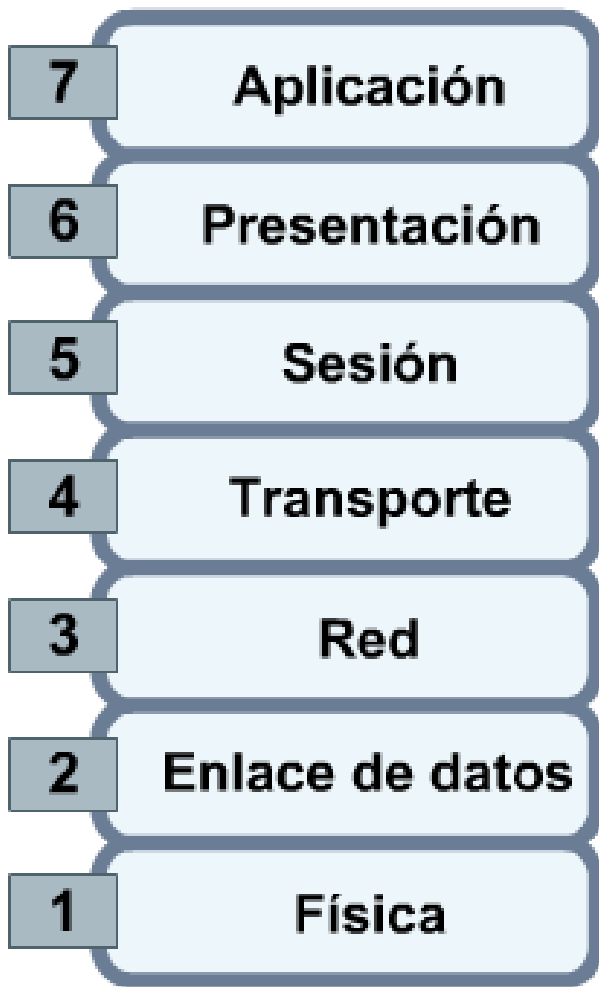 7 Aplicación
6 Presentación
5 Sesión
4 Transporte
3 Red
2 Enlace de datos
1 Física